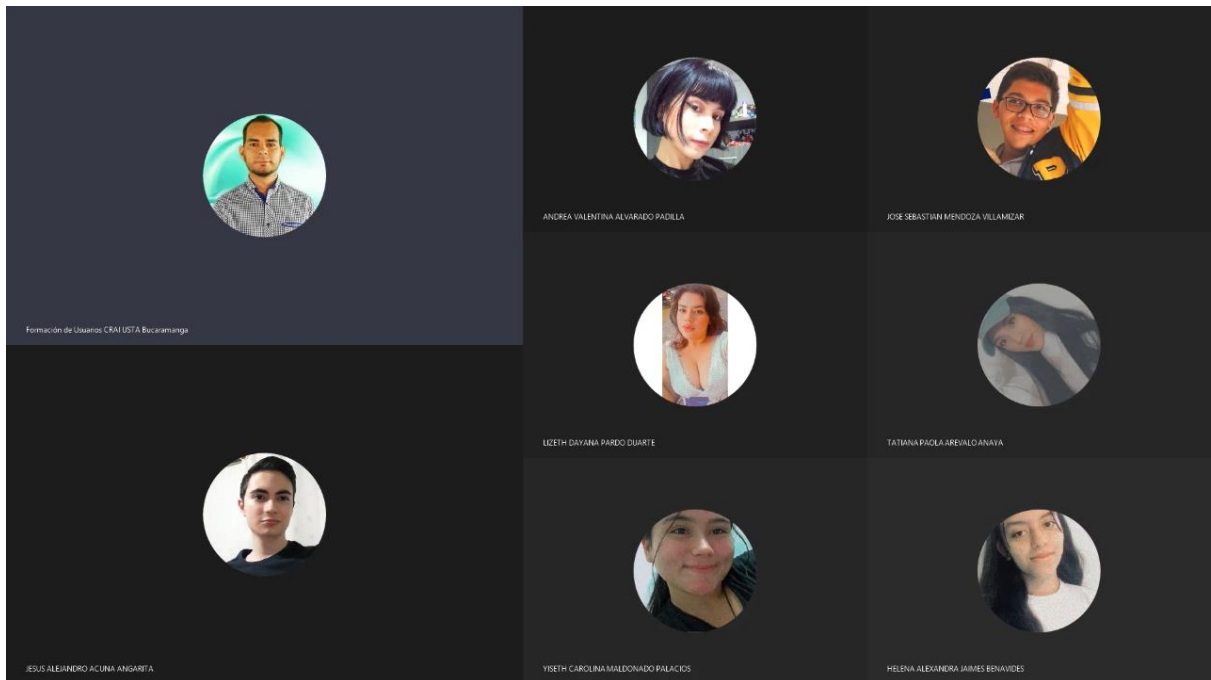 Formación de Usuarios CRAI USTA Bucaramanga
ANDREA VALENTINA ALVARADO PADILLA
JOSE SEBASTIAN MENDOZA VILLAMIZAR
LIZETH DAYANA PARDO DUARTE
TATIANA PAOLA AREVALO ANAYA
JESUS ALEJANDRO ACUNA ANGARITA
YISETH CAROLINA MALDONADO PALACIOS
HELENA ALEXANDRA JAIMES BENAVIDES